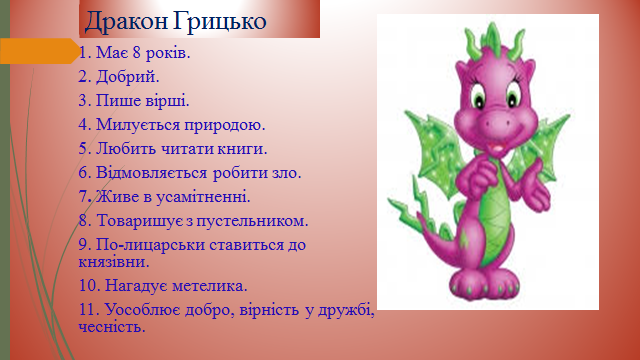 Дракон Грицько
1. Має 8 років.
2. Добрий.
3. Пише вірші.
4. Милується природою.
5. Любить читати книги.
6. Відмовляється робити зло.
7. Живе в усамітненні.
8. Товаришує з пустельником.
9. По-лицарськи ставиться до
князівни.
10. Нагадує метелика.
11. Уособлює добро, вірність у дружбі,
чесність.